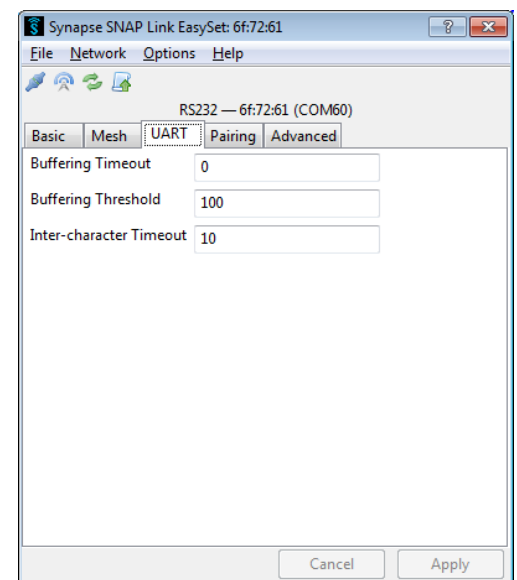 Synapse SNAP Link EasySet: 6f:72:61
File Network Options Help
RS232 — 6f:72:61 (COM60)
Basic Mesh UART Pairing Advanced
Buffering Timeout 0
Buffering Threshold 100
Inter-character Timeout 10
Cancel Apply